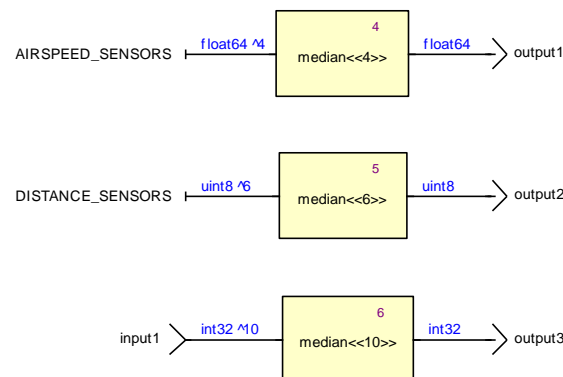 4
AIRSPEED_SENSORS float64 ^4 median<<4>> float64 output1
5
DISTANCE_SENSORS uint8 ^6 median<<6>> uint8 output2
6
input1 int32 ^10 median<<10>> int32 output3